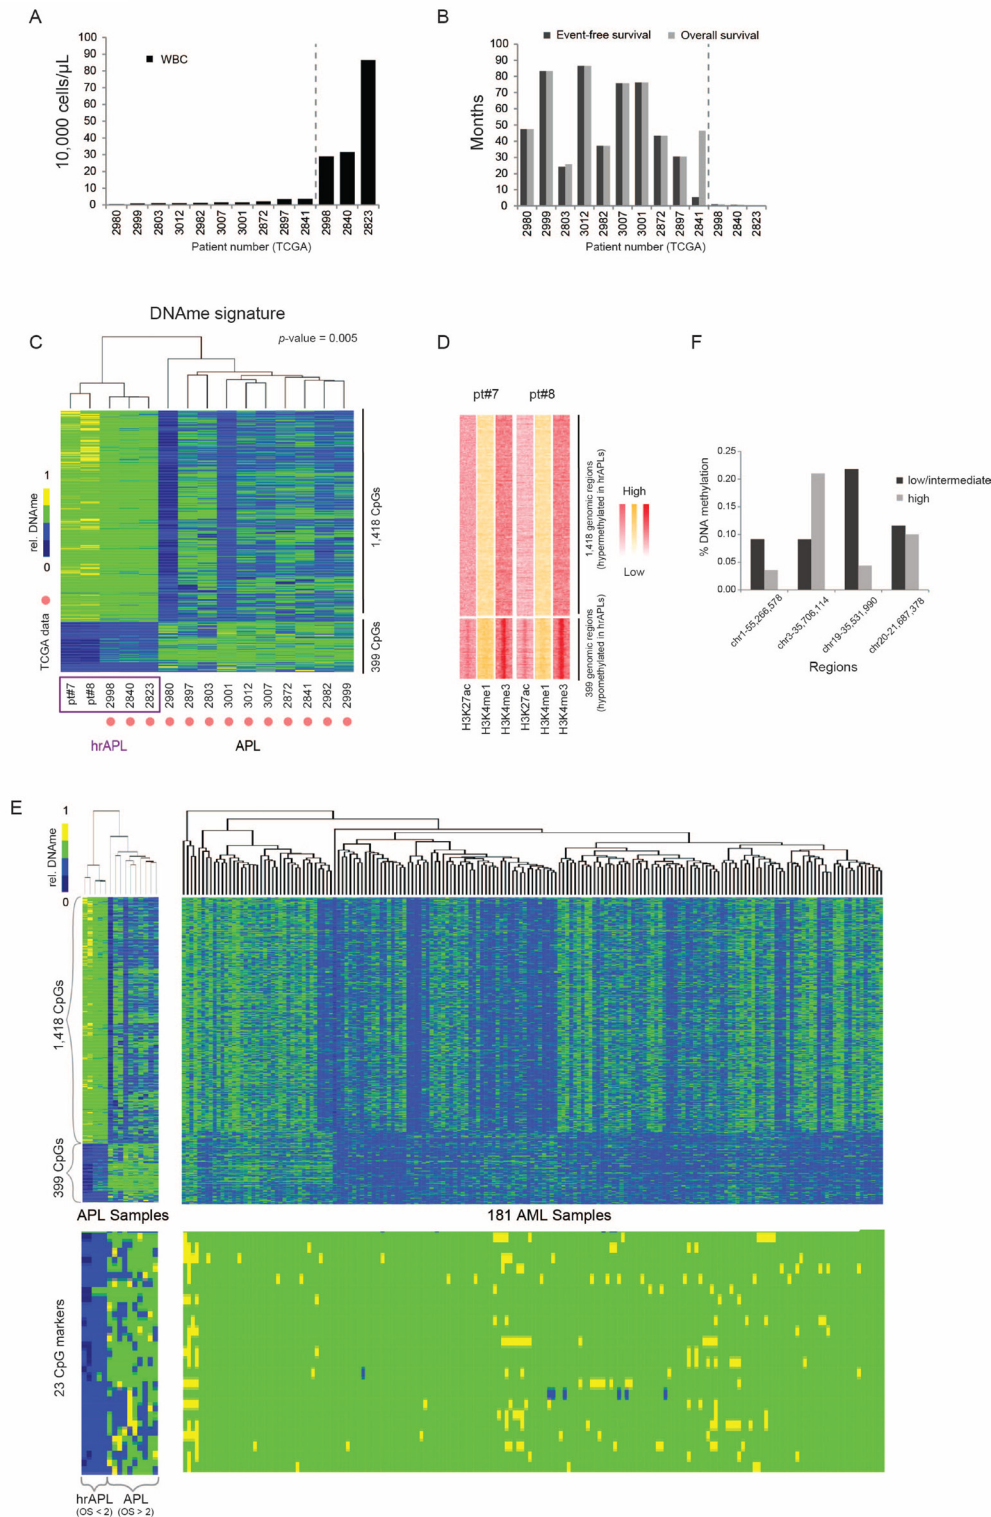 A
10,000 cells/µL
100
90
80
70
60
50
40
30
20
10
0
WBC
2980
2999
2803
3012
2982
3007
3001
2872
2897
2841
2998
2840
2823
Patient number (TCGA)
B
Event-free survival
Overall survival
Months
100
90
80
70
60
50
40
30
20
10
0
2980
2999
2803
3012
2982
3007
3001
2872
2897
2841
2998
2840
2823
Patient number (TCGA)
DNAme signature
C
p-value = 0.005
1
rel. DNAme
0
TCGA data
1,418 CpGs
399 CpGs
pt#7
pt#8
2998
2840
2823
2980
2897
2803
3001
3012
3007
2872
2841
2982
2999
hrAPL
APL
D
pt#7
pt#8
1,418 genomic regions
(hypermethylated in hrAPLs)
399 genomic regions
(hypomethylated in hrAPLs)
High
Low
H3K27ac
H3K4me1
H3K4me3
H3K27ac
H3K4me1
H3K4me3
F
% DNA methylation
0.25
0.20
0.15
0.10
0.05
0.00
low/intermediate
high
chr1-55,266,578
chr3-35,706,114
chr19-35,531,990
chr20-21,687,378
Regions
E
1
rel. DNAme
0
1,418 CpGs
399 CpGs
APL Samples
181 AML Samples
23 CpG markers
hrAPL
(OS < 2)
APL
(OS > 2)